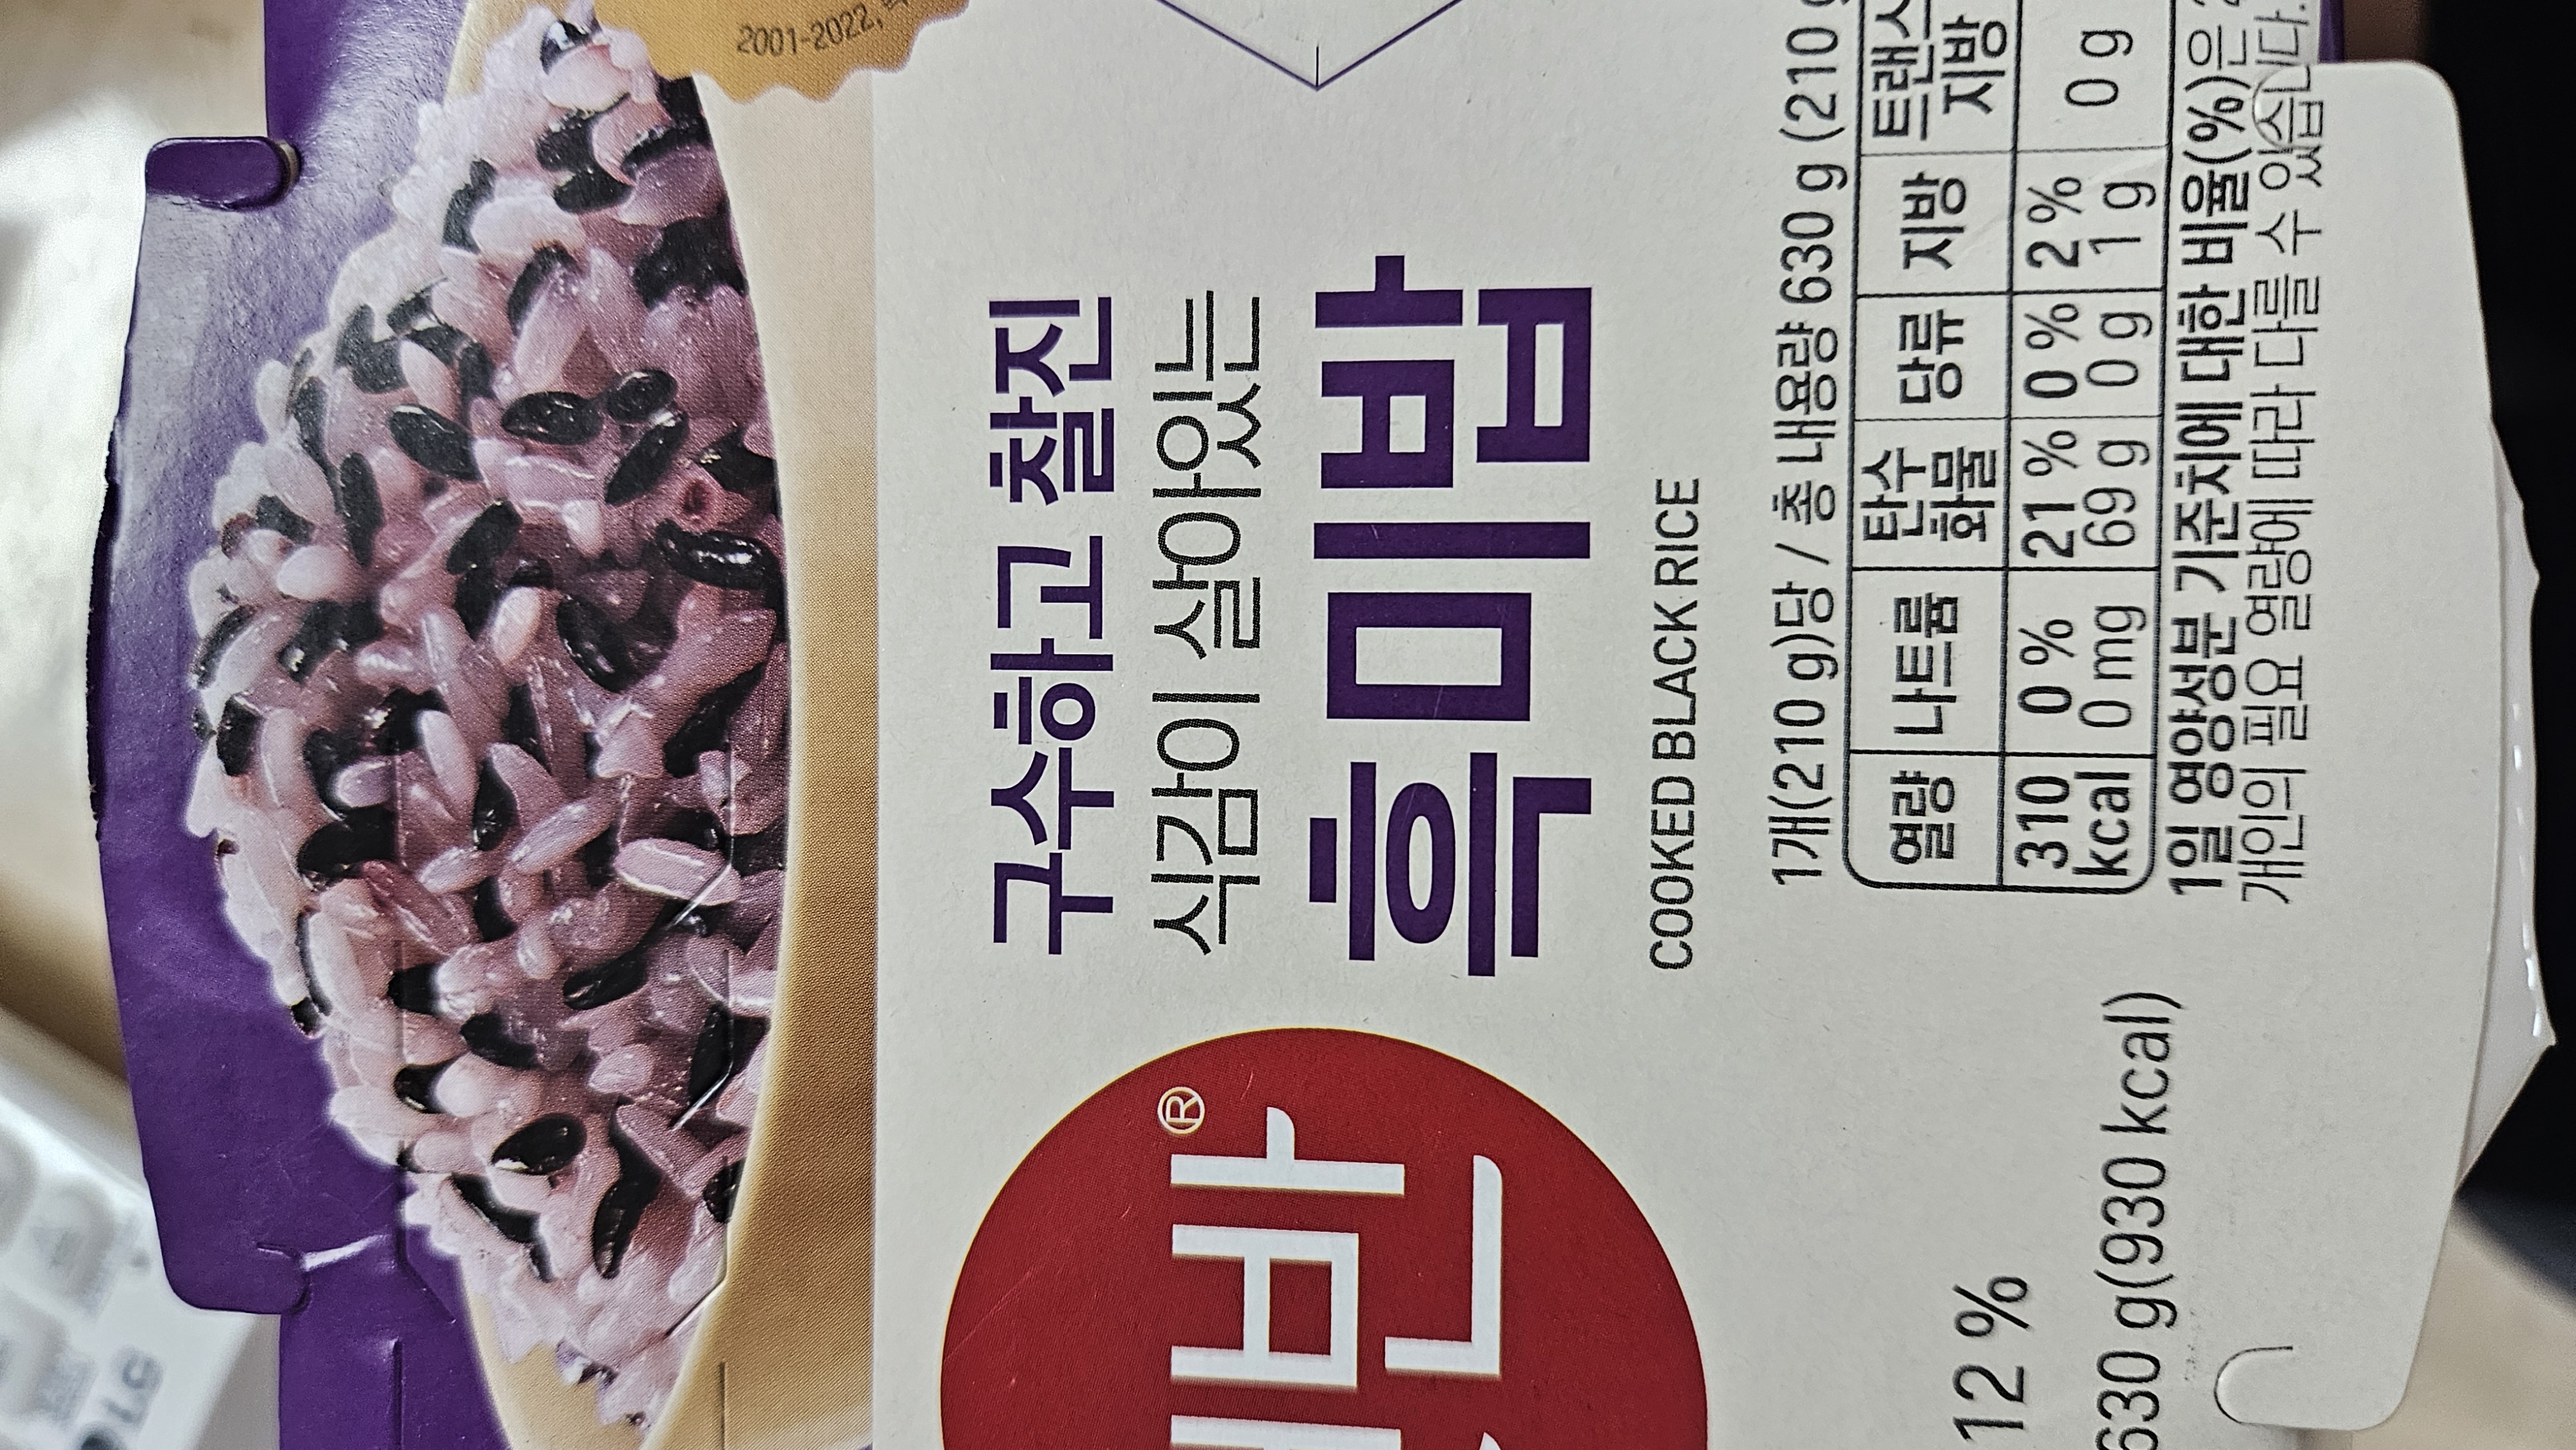 2001-2022,
구수하고 찰진
식감이 살아있는
흑미밥
COOKED BLACK RICE
반®
1개(210 g)당 / 총 내용량 630 g (210 g
열량 나트륨 탄수화물 당류 지방 트랜스지방
310 kcal 0 % 0 mg 21 % 69 g 0 % 0 g 2 % 1 g 0 g
1일 영양성분 기준치에 대한 비율(%)은
개인의 필요 열량에 따라 다를 수 있습니다.
12 %
630 g(930 kcal)